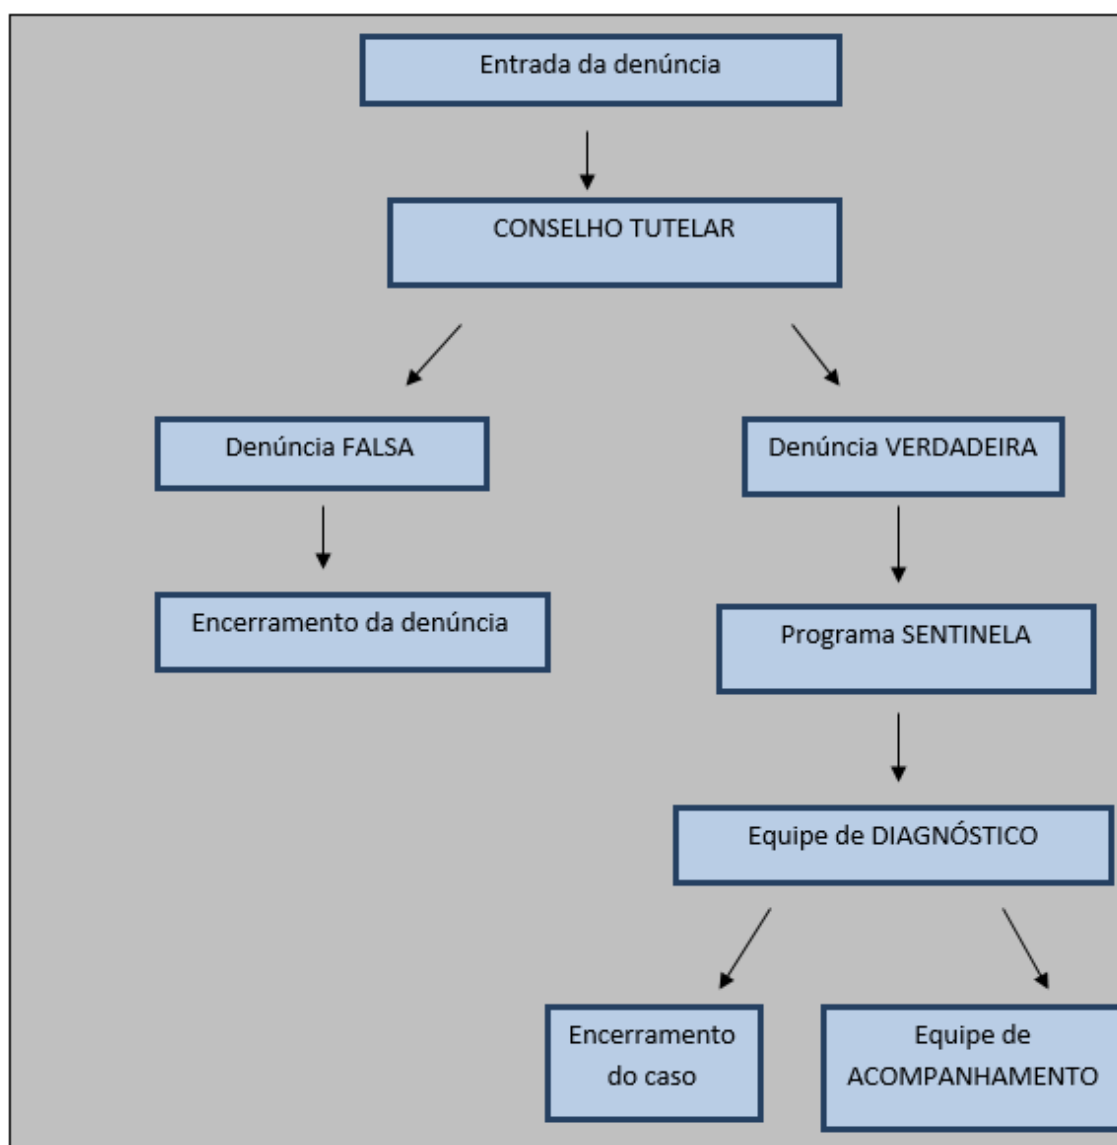 Entrada da denúncia
CONSELHO TUTELAR
Denúncia FALSA
Denúncia VERDADEIRA
Encerramento da denúncia
Programa SENTINELA
Equipe de DIAGNÓSTICO
Encerramento
do caso
Equipe de
ACOMPANHAMENTO